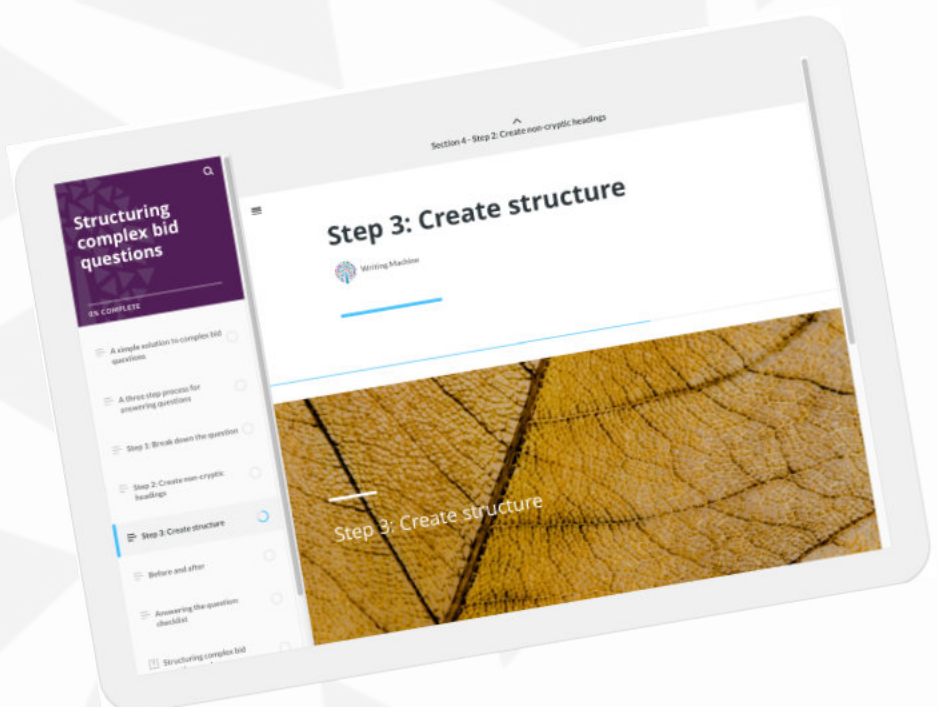 Section 4 - Step 2: Create non-cryptic headings
Structuring
complex bid
questions
0% COMPLETE
A simple solution to complex bid
questions
A three step process for
answering questions
Step 1: Break down the question
Step 2: Create non-cryptic
headings
Step 3: Create structure
Before and after
Answering the question
checklist
Structuring complex bid
Step 3: Create structure
Writing Machine
Step 3: Create structure